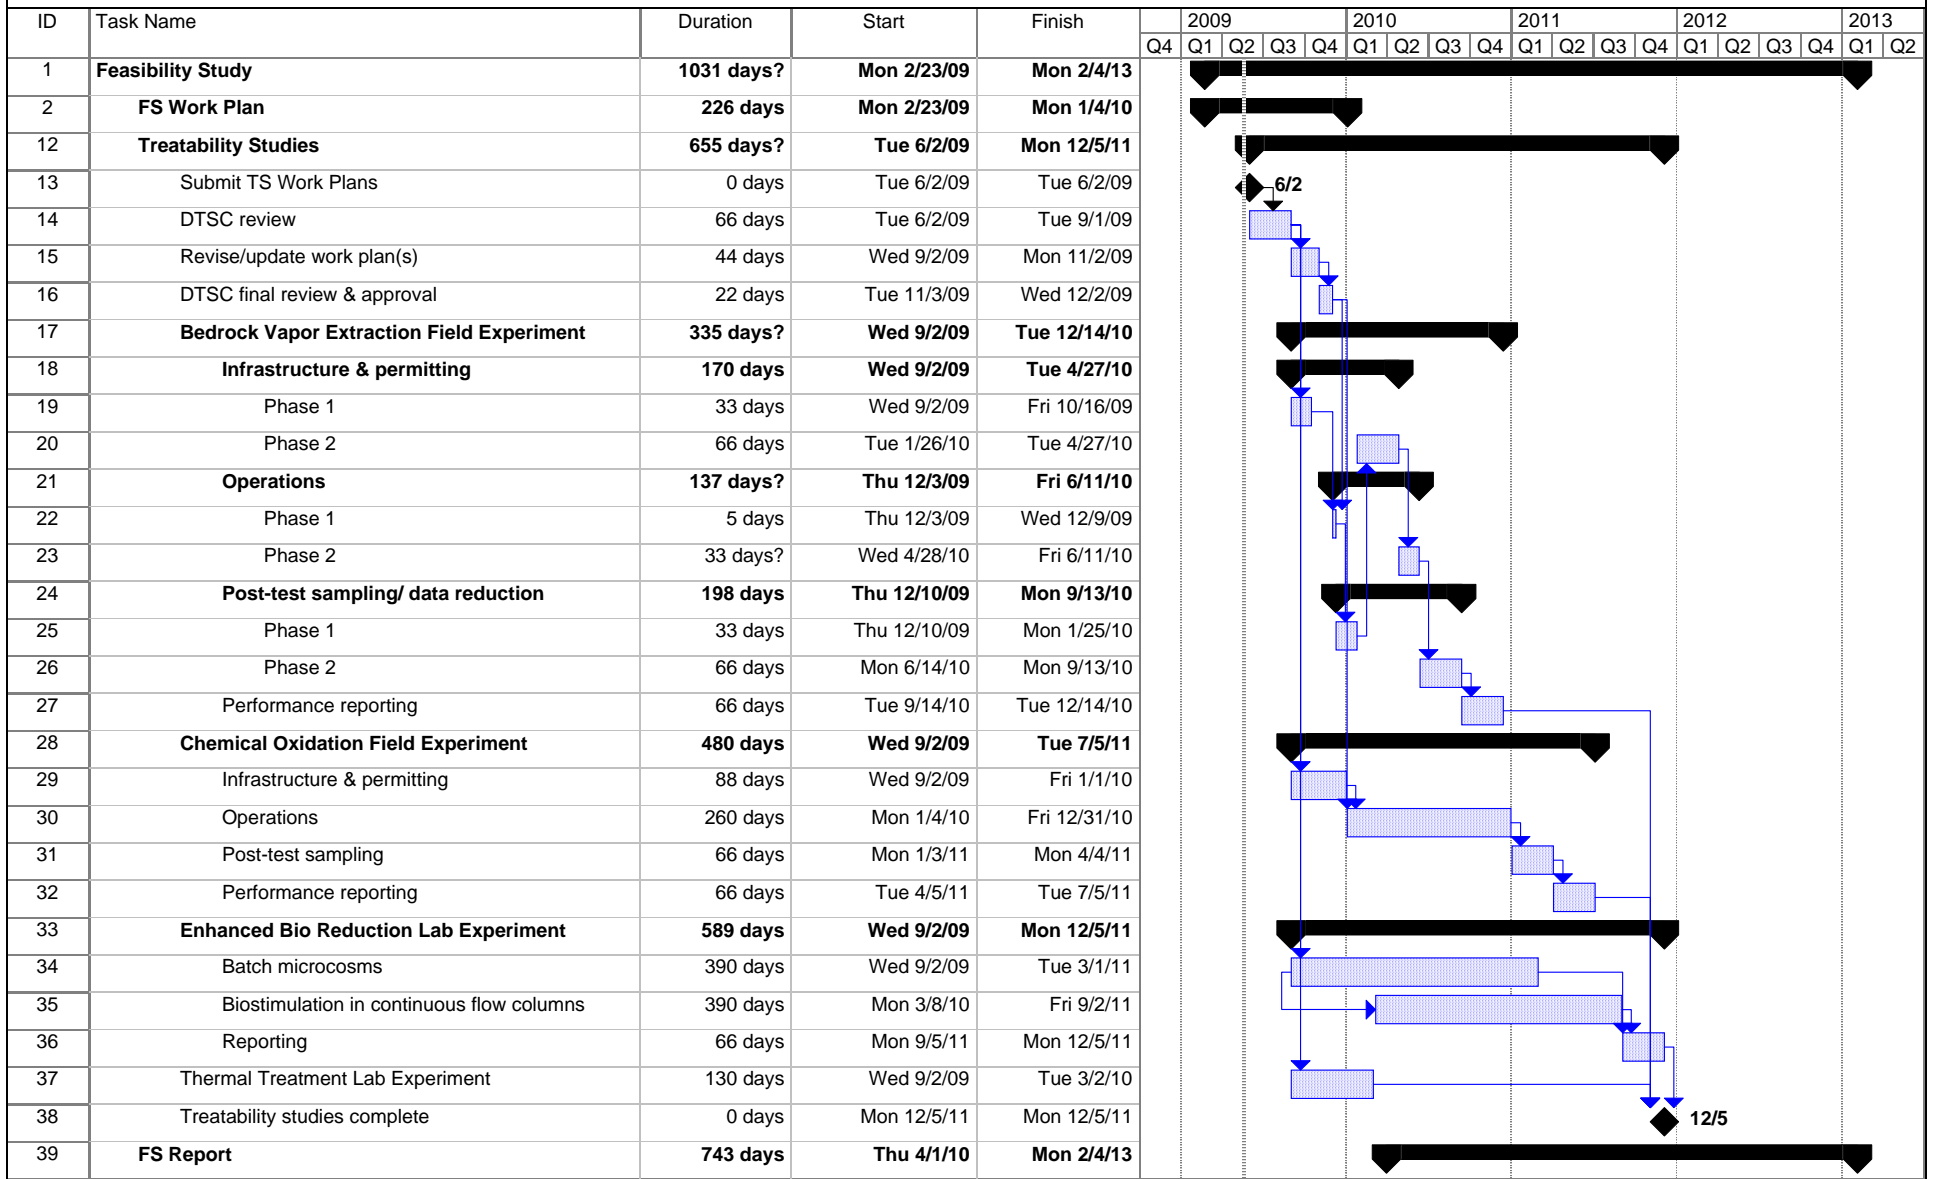 ID Task Name Duration Start Finish 2009 2010 2011 2012 2013
Q4 Q1 Q2 Q3 Q4 Q1 Q2 Q3 Q4 Q1 Q2 Q3 Q4 Q1 Q2 Q3 Q4 Q1 Q2
1 Feasibility Study 1031 days? Mon 2/23/09 Mon 2/4/13
2 FS Work Plan 226 days Mon 2/23/09 Mon 1/4/10
12 Treatability Studies 655 days? Tue 6/2/09 Mon 12/5/11
13 Submit TS Work Plans 0 days Tue 6/2/09 Tue 6/2/09 6/2
14 DTSC review 66 days Tue 6/2/09 Tue 9/1/09
15 Revise/update work plan(s) 44 days Wed 9/2/09 Mon 11/2/09
16 DTSC final review & approval 22 days Tue 11/3/09 Wed 12/2/09
17 Bedrock Vapor Extraction Field Experiment 335 days? Wed 9/2/09 Tue 12/14/10
18 Infrastructure & permitting 170 days Wed 9/2/09 Tue 4/27/10
19 Phase 1 33 days Wed 9/2/09 Fri 10/16/09
20 Phase 2 66 days Tue 1/26/10 Tue 4/27/10
21 Operations 137 days? Thu 12/3/09 Fri 6/11/10
22 Phase 1 5 days Thu 12/3/09 Wed 12/9/09
23 Phase 2 33 days? Wed 4/28/10 Fri 6/11/10
24 Post-test sampling/ data reduction 198 days Thu 12/10/09 Mon 9/13/10
25 Phase 1 33 days Thu 12/10/09 Mon 1/25/10
26 Phase 2 66 days Mon 6/14/10 Mon 9/13/10
27 Performance reporting 66 days Tue 9/14/10 Tue 12/14/10
28 Chemical Oxidation Field Experiment 480 days Wed 9/2/09 Tue 7/5/11
29 Infrastructure & permitting 88 days Wed 9/2/09 Fri 1/1/10
30 Operations 260 days Mon 1/4/10 Fri 12/31/10
31 Post-test sampling 66 days Mon 1/3/11 Mon 4/4/11
32 Performance reporting 66 days Tue 4/5/11 Tue 7/5/11
33 Enhanced Bio Reduction Lab Experiment 589 days Wed 9/2/09 Mon 12/5/11
34 Batch microcosms 390 days Wed 9/2/09 Tue 3/1/11
35 Biostimulation in continuous flow columns 390 days Mon 3/8/10 Fri 9/2/11
36 Reporting 66 days Mon 9/5/11 Mon 12/5/11
37 Thermal Treatment Lab Experiment 130 days Wed 9/2/09 Tue 3/2/10
38 Treatability studies complete 0 days Mon 12/5/11 Mon 12/5/11 12/5
39 FS Report 743 days Thu 4/1/10 Mon 2/4/13